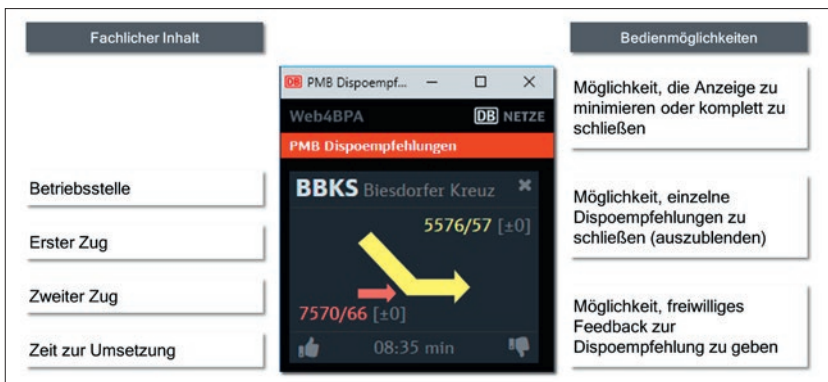 Fachlicher Inhalt
Betriebsstelle
Erster Zug
Zweiter Zug
Zeit zur Umsetzung
DB PMB Dispoempf...
Web4BPA DB NETZE
PMB Dispoempfehlungen
BBKS Biesdorfer Kreuz
5576/57 [±0]
7570/66 [±0]
08:35 min
Bedienmöglichkeiten
Möglichkeit, die Anzeige zu
minimieren oder komplett zu
schließen
Möglichkeit, einzelne
Dispoempfehlungen zu
schließen (auszublenden)
Möglichkeit, freiwilliges
Feedback zur
Dispoempfehlung zu geben